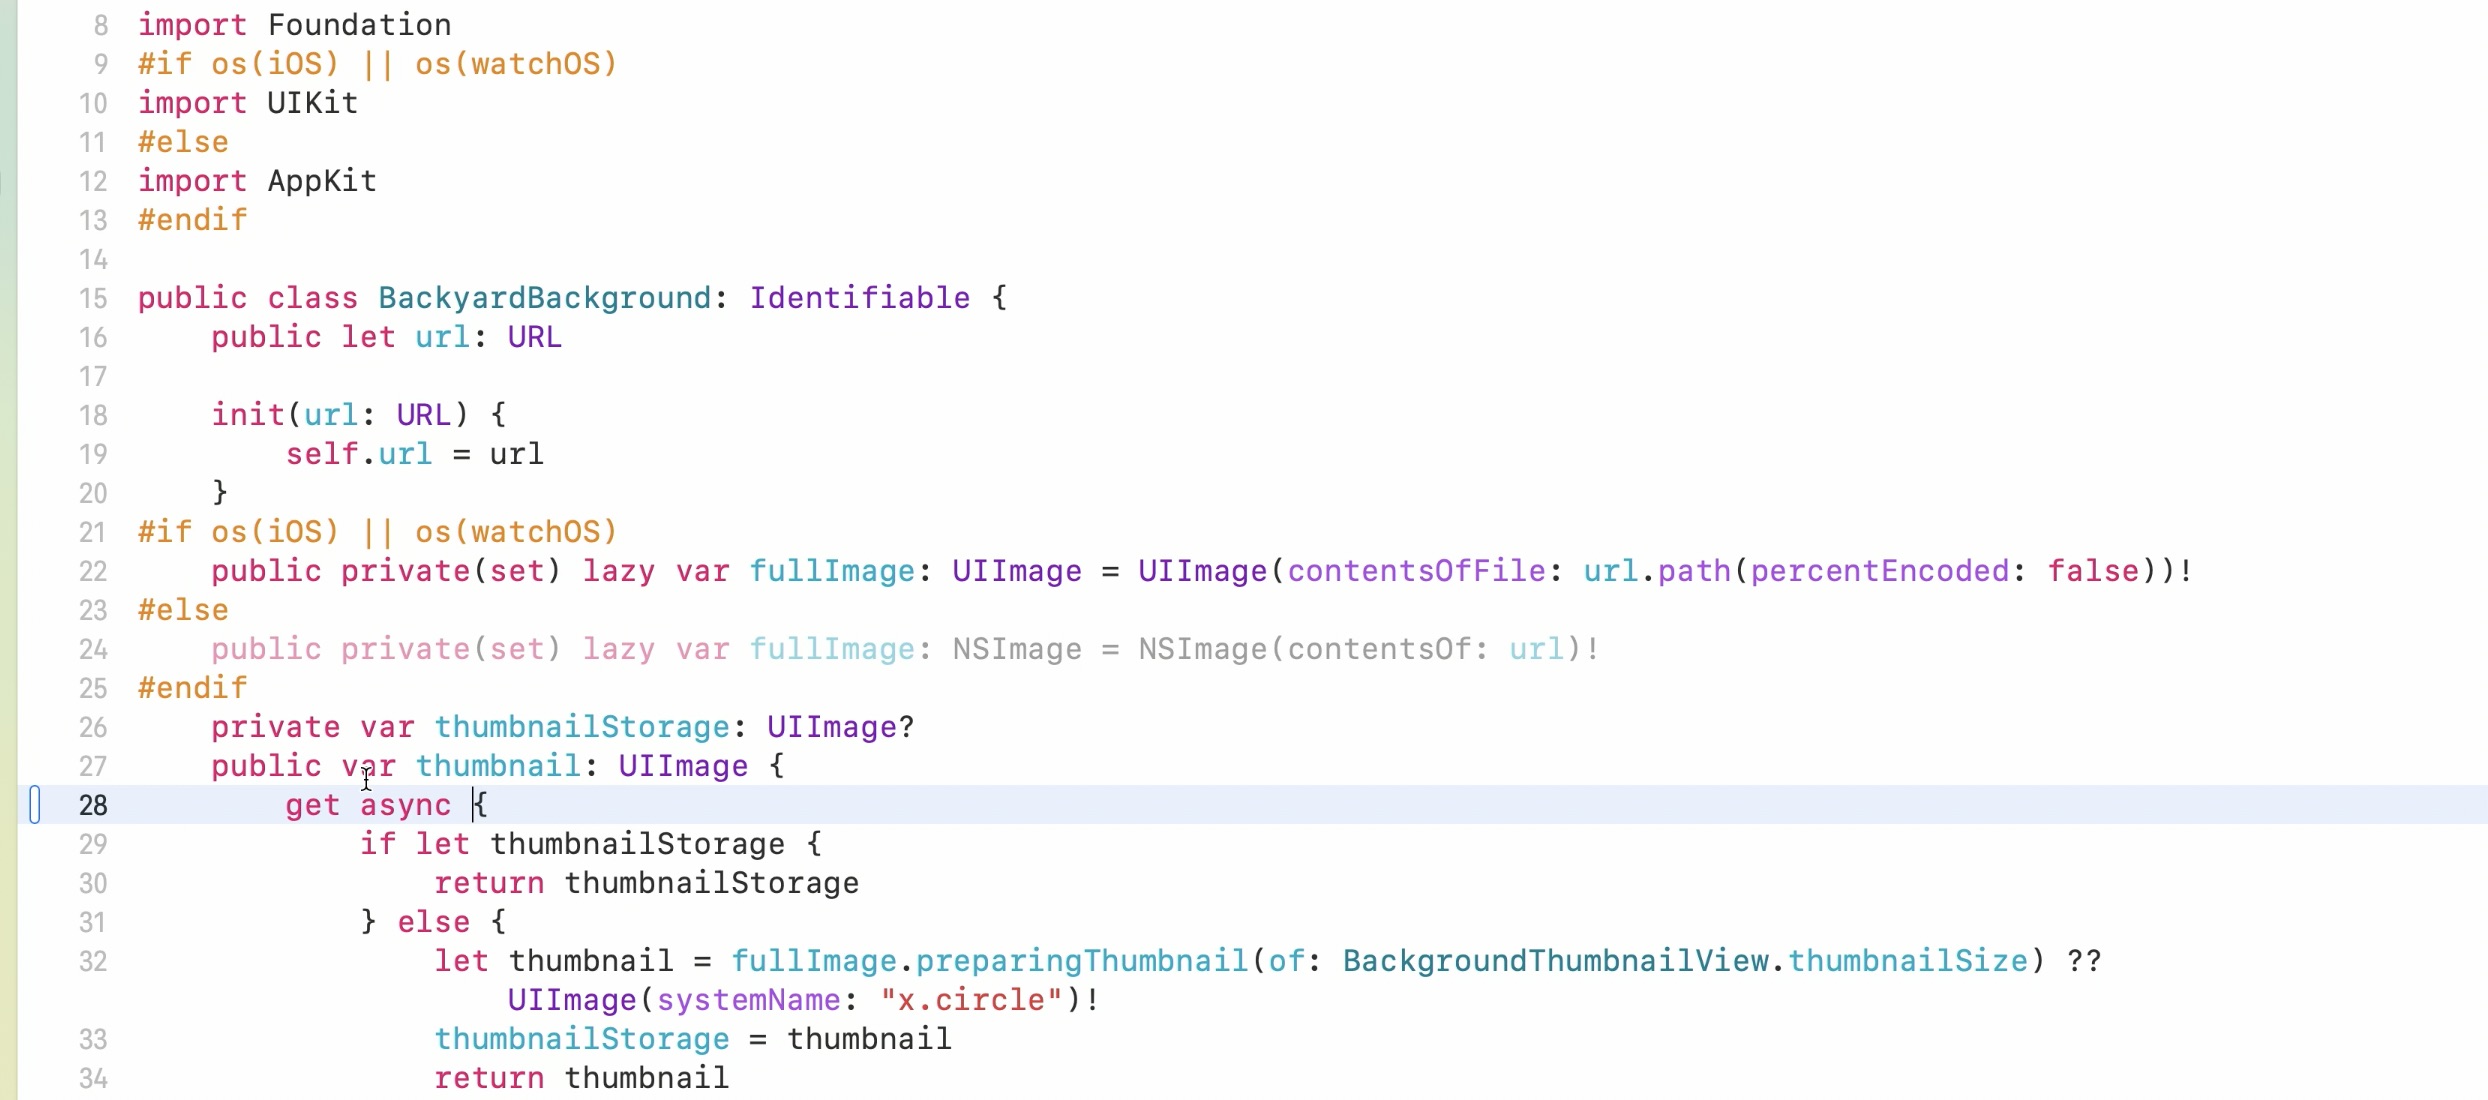 8 import Foundation
9 #if os(iOS) || os(watchOS)
10 import UIKit
11 #else
12 import AppKit
13 #endif
14
15 public class BackyardBackground: Identifiable {
16     public let url: URL
17
18     init(url: URL) {
19         self.url = url
20     }
21 #if os(iOS) || os(watchOS)
22     public private(set) lazy var fullImage: UIImage = UIImage(contentsOfFile: url.path(percentEncoded: false))!
23 #else
24     public private(set) lazy var fullImage: NSImage = NSImage(contentsOf: url)!
25 #endif
26     private var thumbnailStorage: UIImage?
27     public var thumbnail: UIImage {
28         get async {
29             if let thumbnailStorage {
30                 return thumbnailStorage
31             } else {
32                 let thumbnail = fullImage.preparingThumbnail(of: BackgroundThumbnailView.thumbnailSize) ??
                    UIImage(systemName: "x.circle")!
33                 thumbnailStorage = thumbnail
34                 return thumbnail